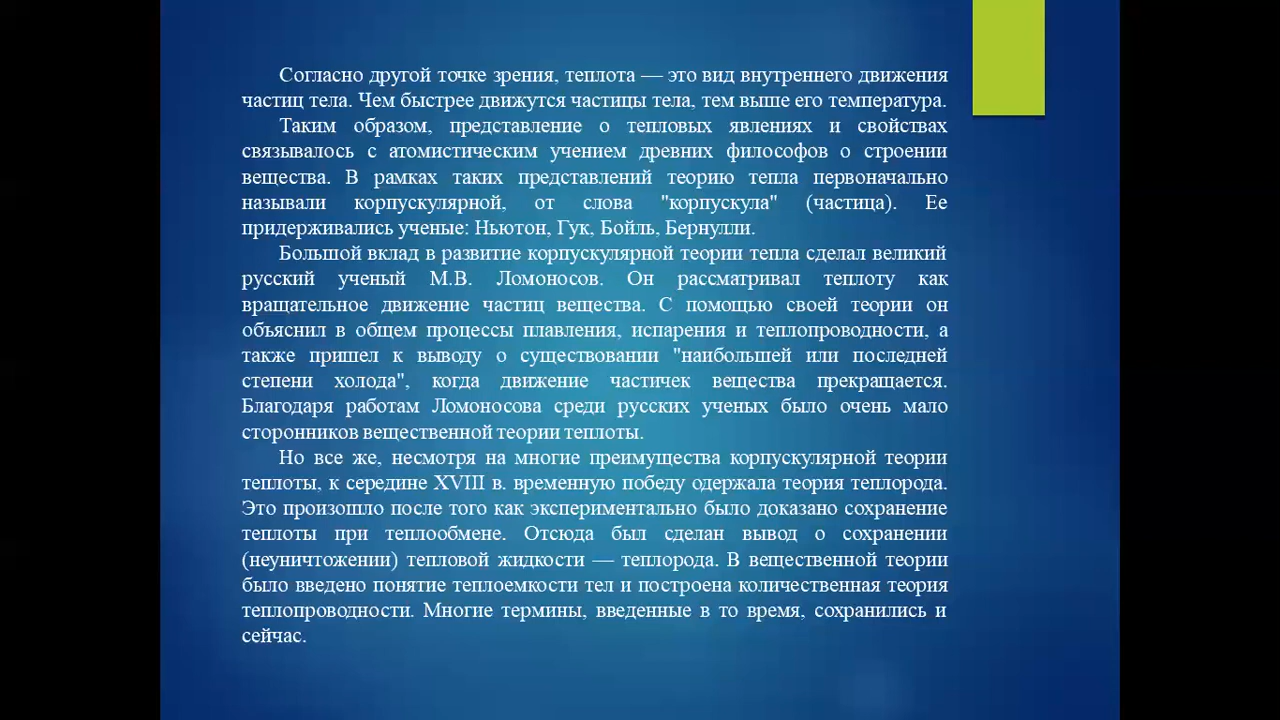 Согласно другой точке зрения, теплота — это вид внутреннего движения
частиц тела. Чем быстрее движутся частицы тела, тем выше его температура.
Таким образом, представление о тепловых явлениях и свойствах
связывалось с атомистическим учением древних философов о строении
вещества. В рамках таких представлений теорию тепла первоначально
называли корпускулярной, от слова "корпускула" (частица). Ее
придерживались ученые: Ньютон, Гук, Бойль, Бернулли.
Большой вклад в развитие корпускулярной теории тепла сделал великий
русский ученый М.В. Ломоносов. Он рассматривал теплоту как
вращательное движение частиц вещества. С помощью своей теории он
объяснил в общем процессы плавления, испарения и теплопроводности, а
также пришел к выводу о существовании "наибольшей или последней
степени холода", когда движение частичек вещества прекращается.
Благодаря работам Ломоносова среди русских ученых было очень мало
сторонников вещественной теории теплоты.
Но все же, несмотря на многие преимущества корпускулярной теории
теплоты, к середине XVIII в. временную победу одержала теория теплорода.
Это произошло после того как экспериментально было доказано сохранение
теплоты при теплообмене. Отсюда был сделан вывод о сохранении
(неуничтожении) тепловой жидкости — теплорода. В вещественной теории
было введено понятие теплоемкости тел и построена количественная теория
теплопроводности. Многие термины, введенные в то время, сохранились и
сейчас.